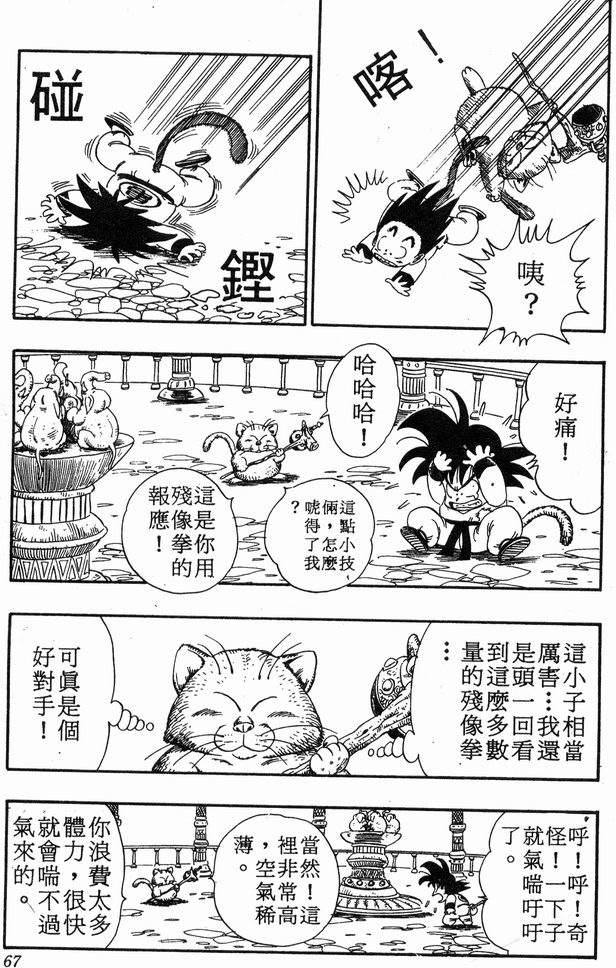 喀！
咦？
碰
鏗
好痛！
哈哈哈！
這點小技
倆，怎麼
唬得了我
？
這是你用
殘像拳的
報應！
這小子相當
厲害…我還
是頭一回看
到這麼多數
量的殘像拳
…
可真是個
好對手！
呼！呼！奇
怪！一下子
就氣喘吁吁
了。
當然！這
裡非常高
，空氣稀
薄。
你浪費太多
體力，很快
就會喘不過
氣來的。
67